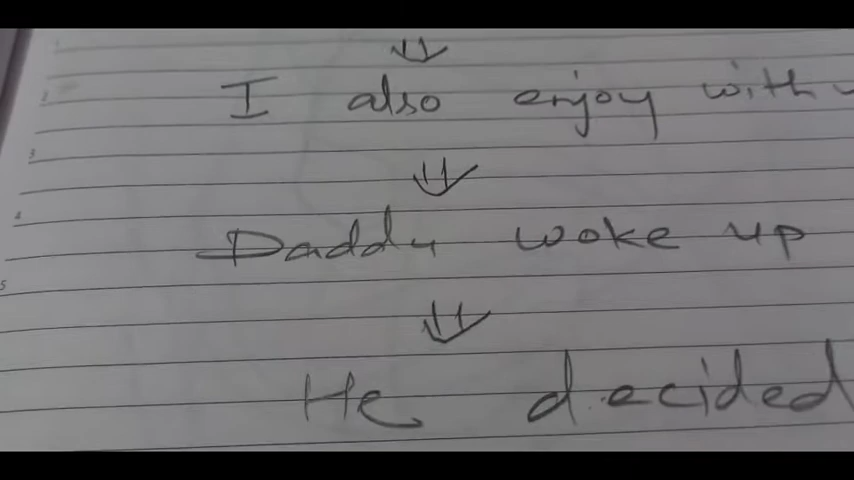 ⇓
I also enjoy with
⇓
Daddy woke up
⇓
He decided